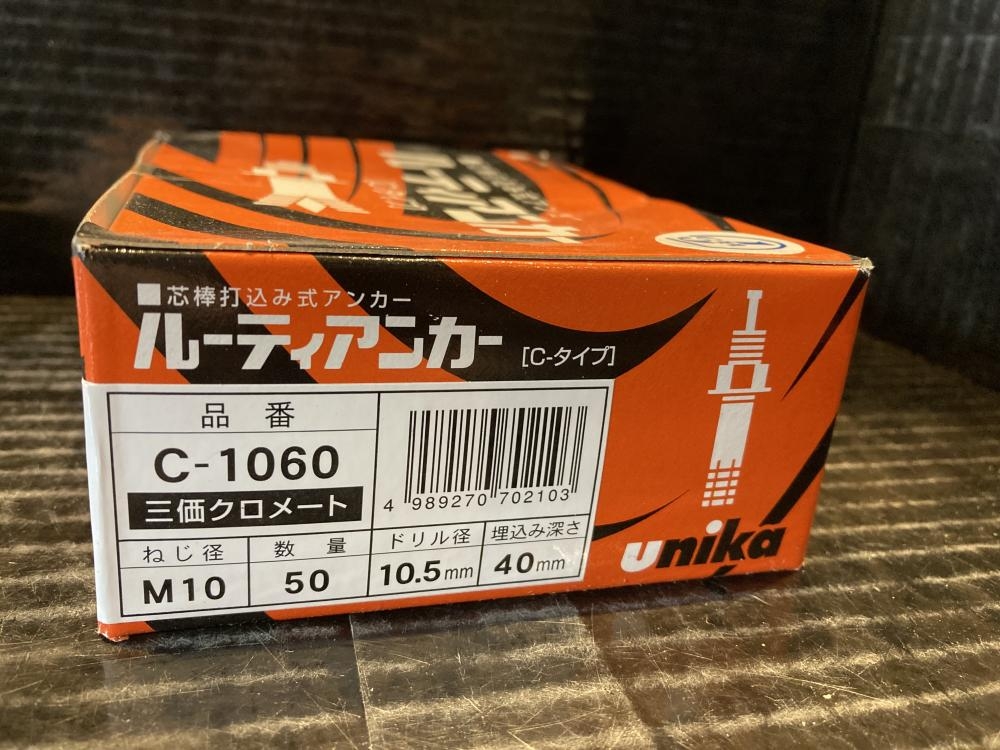 ■芯棒打込み式アンカー
ルーティアンカー [C-タイプ]
品番
C-1060
三価クロメート
4 989270 702103
ねじ径 数量 ドリル径 埋込み深さ
M10 50 10.5mm 40mm
unika